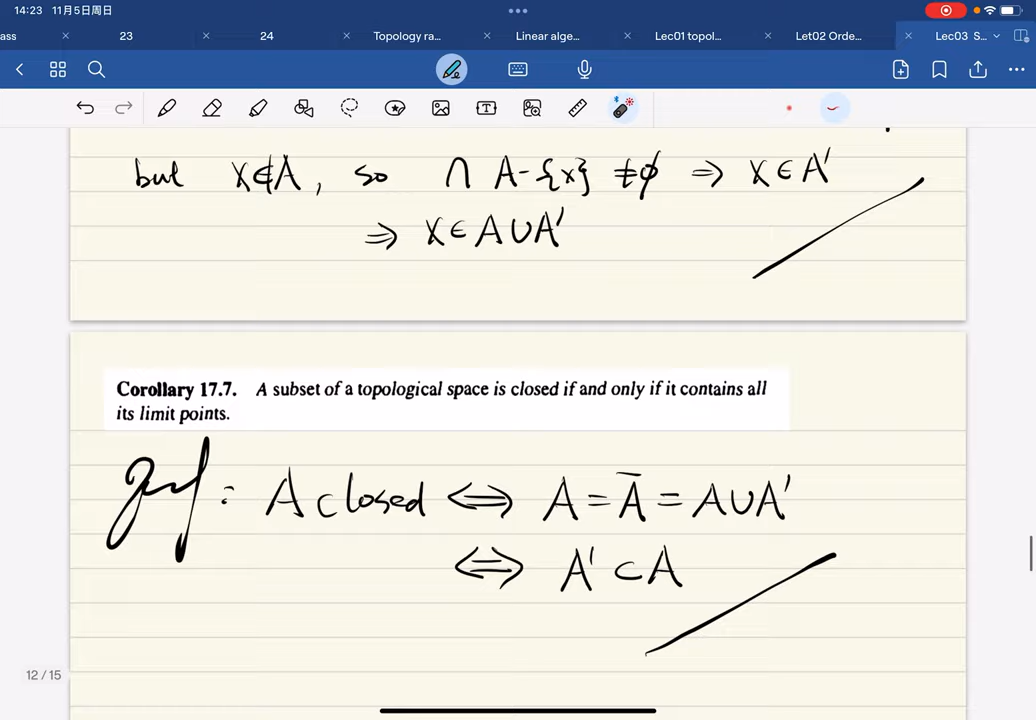 14:23 11月5日周日
ass 23 24 Topology ra... Linear alge... Lec01 topol... Let02 Orde... Lec03 S...
but x∉A, so ∩ A-{x} ≠ϕ ⇒ x∈A'
⇒ x∈A∪A'
Corollary 17.7. A subset of a topological space is closed if and only if it contains all
its limit points.
: A closed ⟺ A = A̅ = A∪A'
⟺ A' ⊂ A
12 / 15